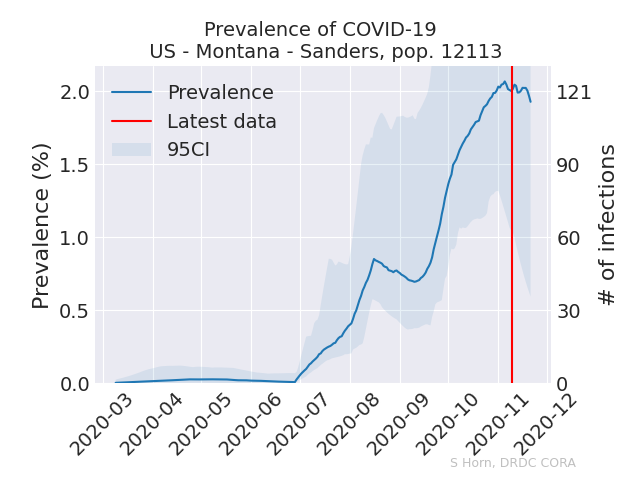 Prevalence of COVID-19
US - Montana - Sanders, pop. 12113
Prevalence
Latest data
95CI
Prevalence (%)
2.0
1.5
1.0
0.5
0.0
121
90
60
30
0
# of infections
2020-03
2020-04
2020-05
2020-06
2020-07
2020-08
2020-09
2020-10
2020-11
2020-12
S Horn, DRDC CORA